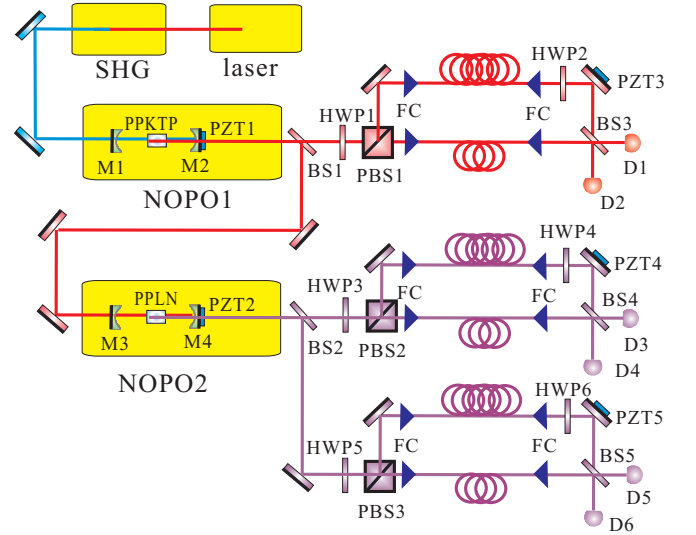 SHG
laser
HWP2
PZT3
HWP1
FC
FC
PPKTP
PZT1
BS3
M1
M2
BS1
PBS1
D1
D2
NOPO1
HWP4
PZT4
HWP3
FC
FC
PPLN
PZT2
BS4
M3
M4
BS2
PBS2
D3
D4
NOPO2
HWP6
PZT5
HWP5
FC
FC
BS5
PBS3
D5
D6